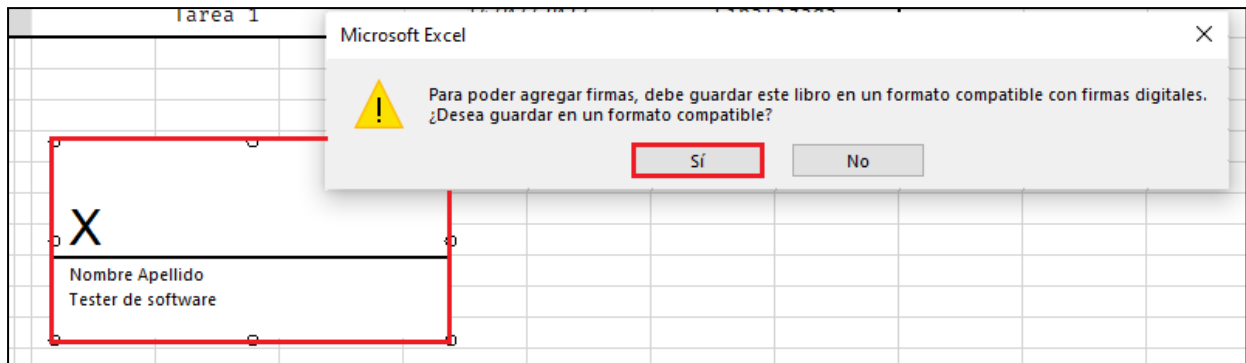 Tarea 1
Microsoft Excel
Para poder agregar firmas, debe guardar este libro en un formato compatible con firmas digitales.
¿Desea guardar en un formato compatible?
Sí
No
X
Nombre Apellido
Tester de software